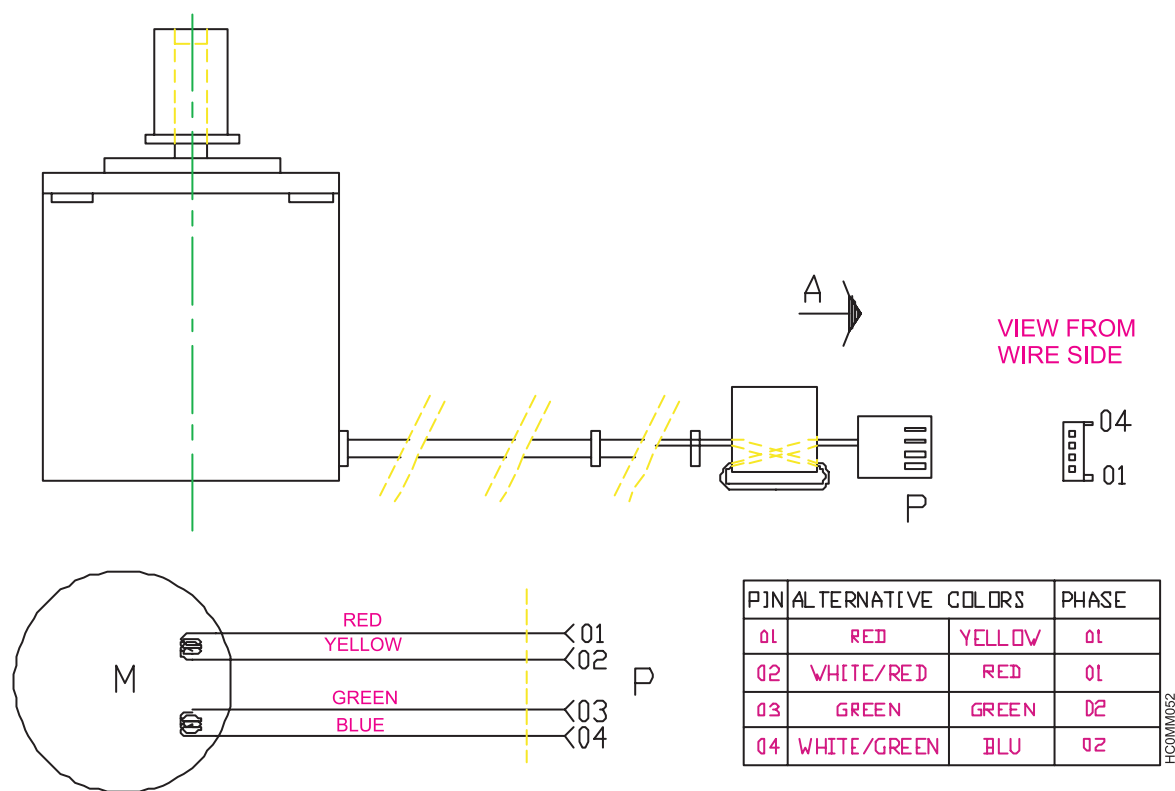 A
VIEW FROM
WIRE SIDE
04
01
P
M
RED
YELLOW
GREEN
BLUE
01
02
03
04
P
PIN ALTERNATIVE COLORS PHASE
01 RED YELLOW 01
02 WHITE/RED RED 01
03 GREEN GREEN 02
04 WHITE/GREEN BLU 02
HC0MM052